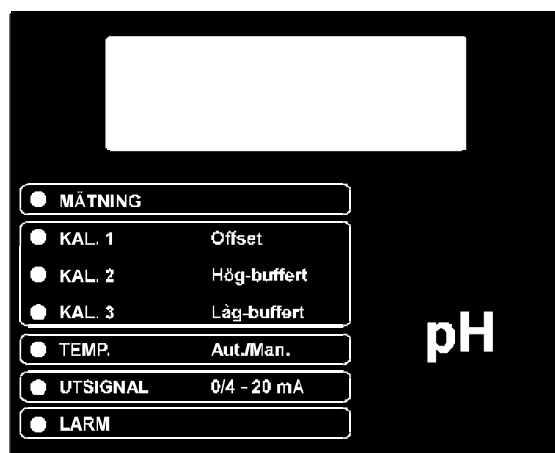 MÄTNING
KAL. 1 Offset
KAL. 2 Hög-buffert
KAL. 3 Låg-buffert
pH
TEMP. Aut./Man.
UTSIGNAL 0/4 - 20 mA
LARM